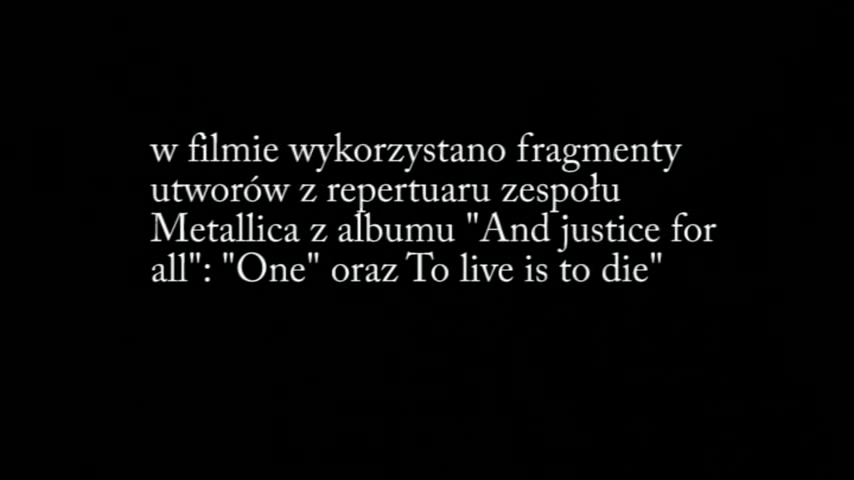 w filmie wykorzystano fragmenty
utworów z repertuaru zespołu
Metallica z albumu "And justice for
all": "One" oraz To live is to die"